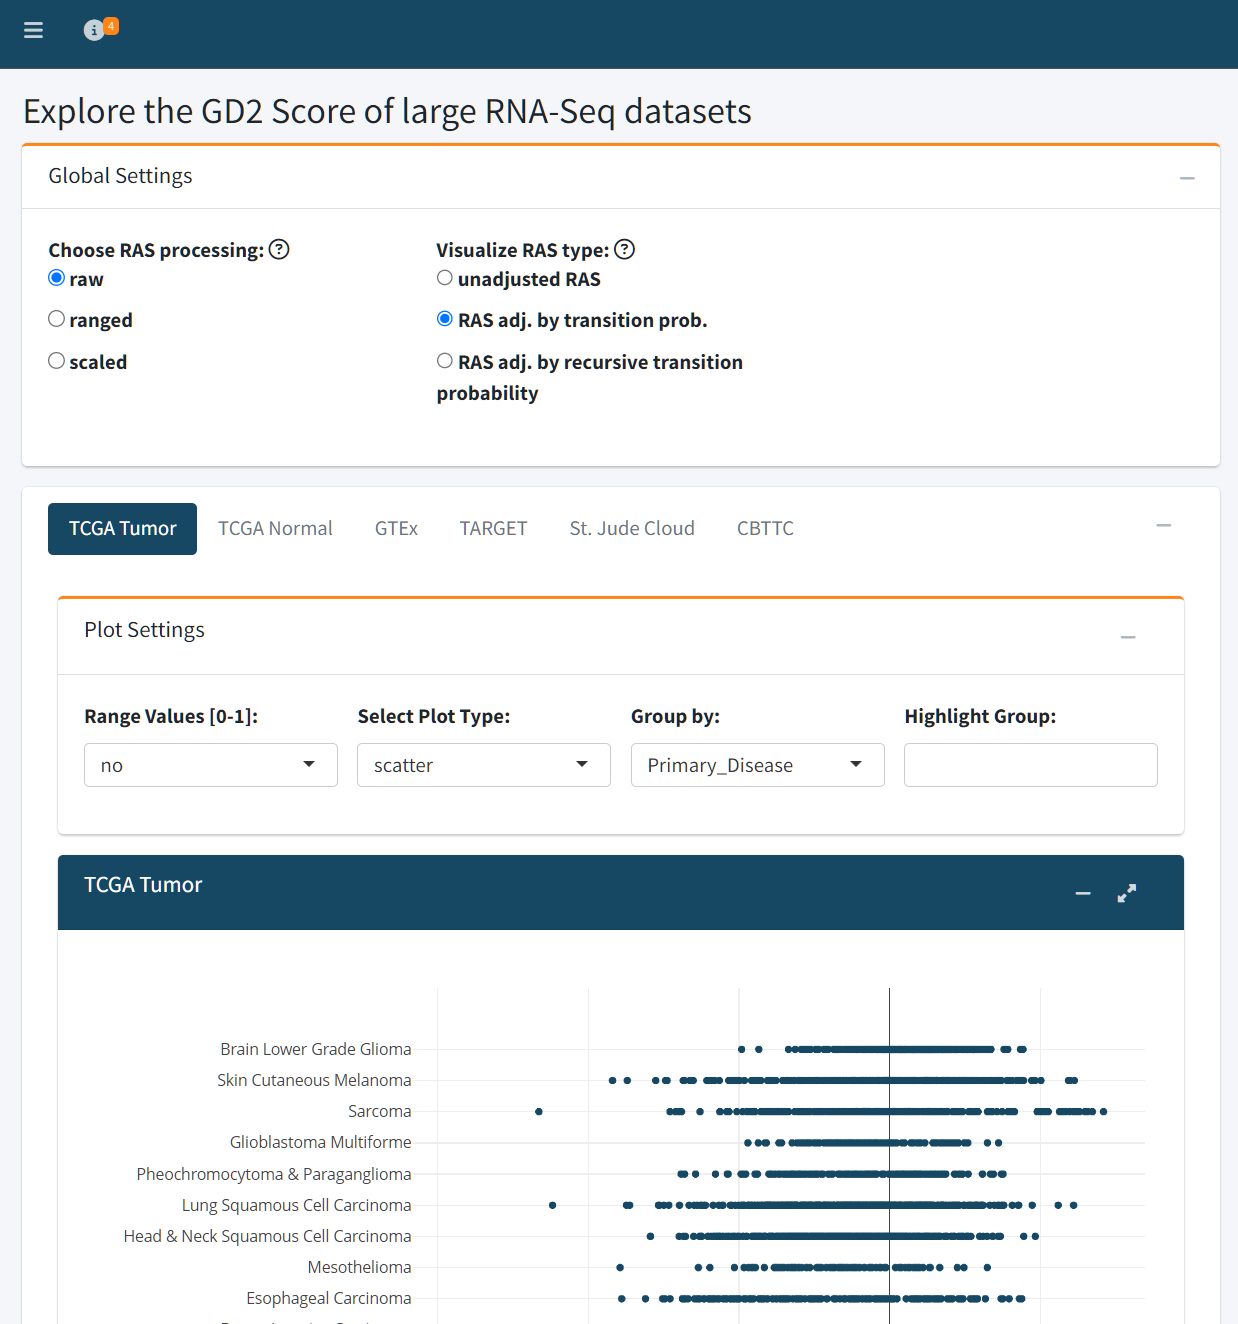 4
Explore the GD2 Score of large RNA-Seq datasets
Global Settings
Choose RAS processing: ?
raw
ranged
scaled
Visualize RAS type: ?
unadjusted RAS
RAS adj. by transition prob.
RAS adj. by recursive transition
probability
TCGA Tumor TCGA Normal GTEx TARGET St. Jude Cloud CBTTC
Plot Settings
Range Values [0-1]: Select Plot Type: Group by: Highlight Group:
no scatter Primary_Disease
TCGA Tumor
Brain Lower Grade Glioma
Skin Cutaneous Melanoma
Sarcoma
Glioblastoma Multiforme
Pheochromocytoma & Paraganglioma
Lung Squamous Cell Carcinoma
Head & Neck Squamous Cell Carcinoma
Mesothelioma
Esophageal Carcinoma